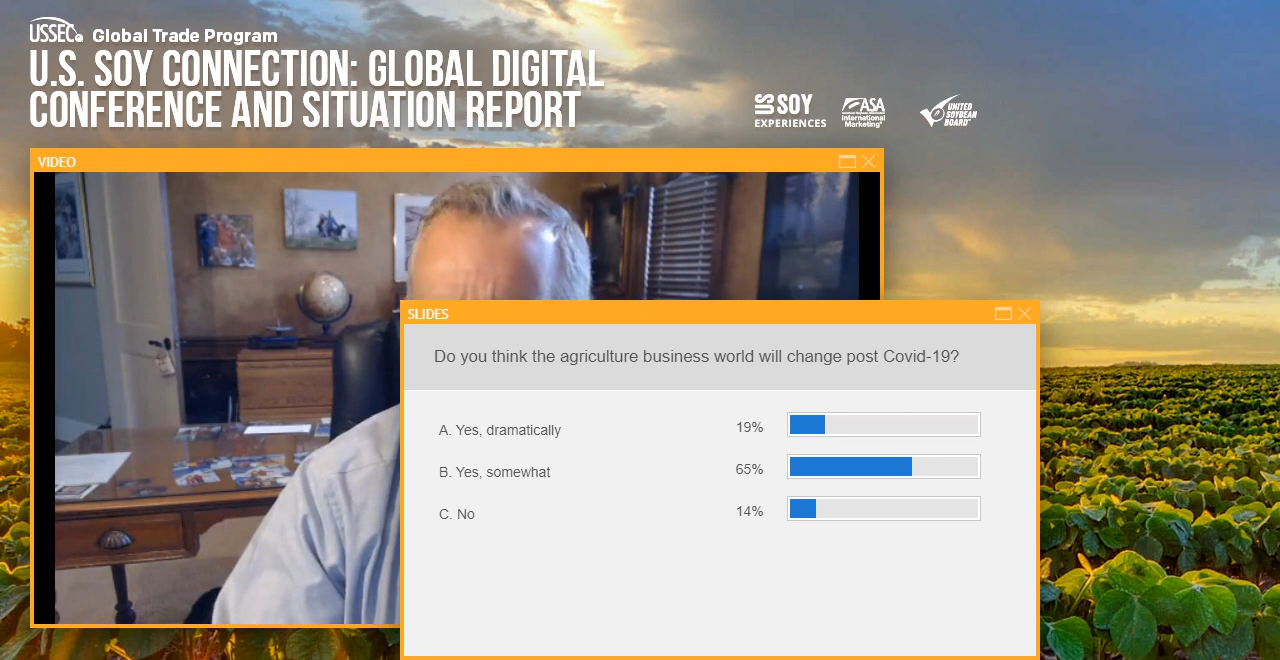 USSEC Global Trade Program
U.S. SOY CONNECTION: GLOBAL DIGITAL
CONFERENCE AND SITUATION REPORT
US SOY
EXPERIENCES
ASA
International
Marketing
UNITED
SOYBEAN
BOARD
VIDEO
SLIDES
Do you think the agriculture business world will change post Covid-19?
A. Yes, dramatically 19%
B. Yes, somewhat 65%
C. No 14%